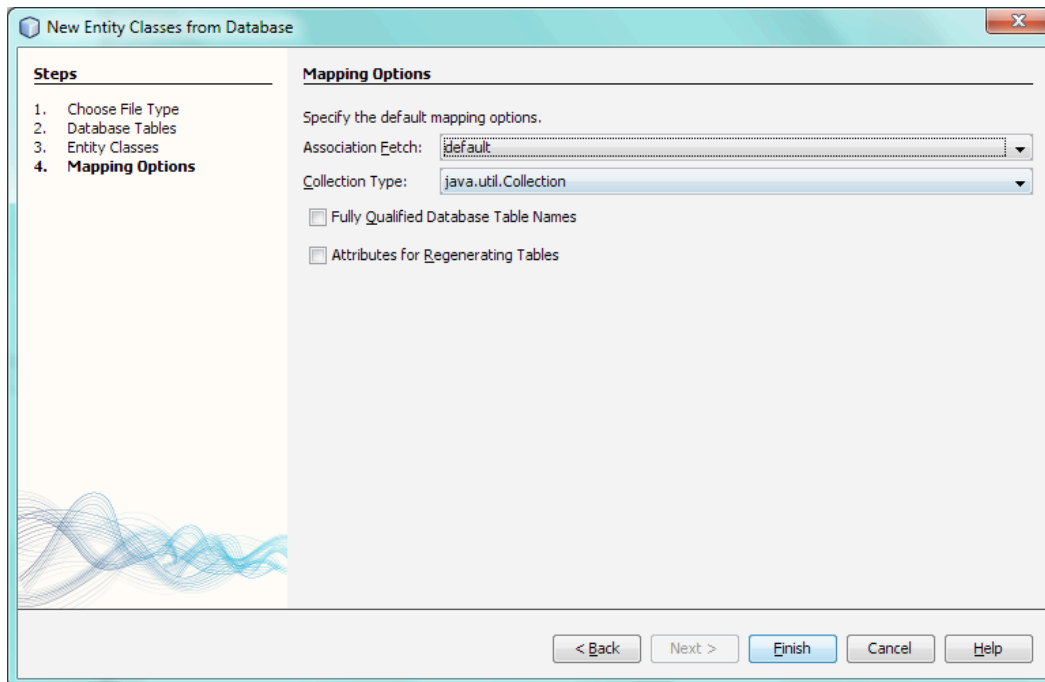 New Entity Classes from Database
Steps
1. Choose File Type
2. Database Tables
3. Entity Classes
4. Mapping Options
Mapping Options
Specify the default mapping options.
Association Fetch: default
Collection Type: java.util.Collection
Fully Qualified Database Table Names
Attributes for Regenerating Tables
< Back Next > Finish Cancel Help